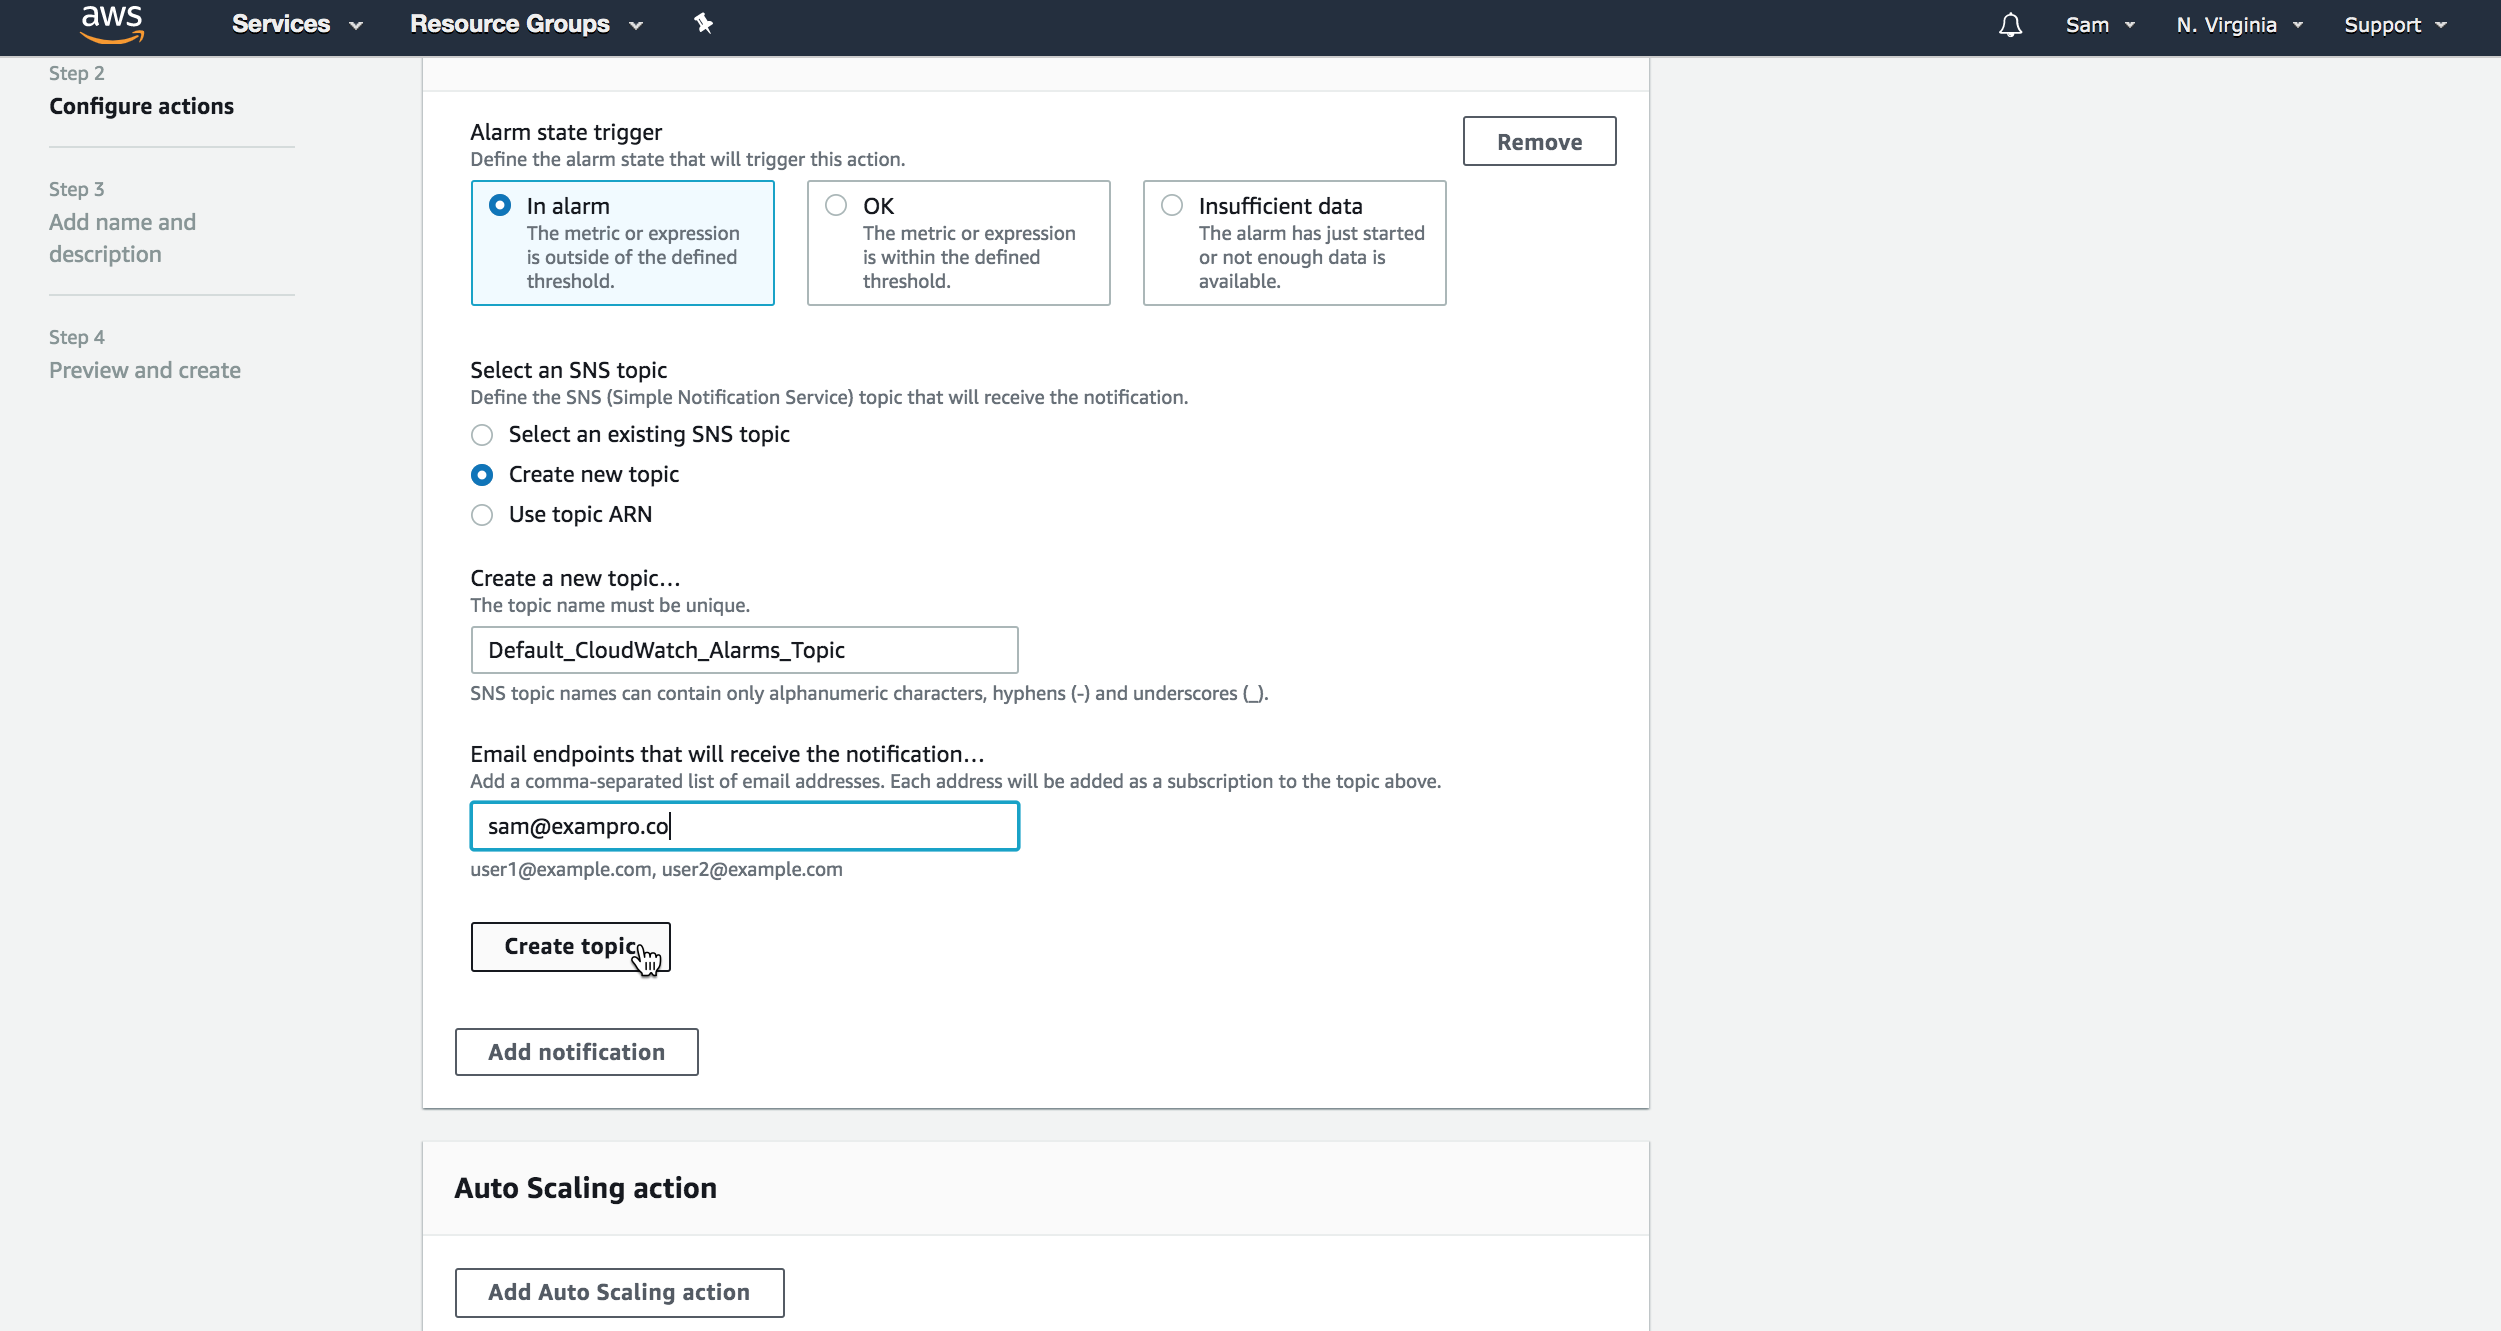 aws
Services
Resource Groups
Sam
N. Virginia
Support
Step 2
Configure actions
Step 3
Add name and
description
Step 4
Preview and create
Alarm state trigger
Define the alarm state that will trigger this action.
Remove
In alarm
The metric or expression
is outside of the defined
threshold.
OK
The metric or expression
is within the defined
threshold.
Insufficient data
The alarm has just started
or not enough data is
available.
Select an SNS topic
Define the SNS (Simple Notification Service) topic that will receive the notification.
Select an existing SNS topic
Create new topic
Use topic ARN
Create a new topic...
The topic name must be unique.
Default_CloudWatch_Alarms_Topic
SNS topic names can contain only alphanumeric characters, hyphens (-) and underscores (_).
Email endpoints that will receive the notification...
Add a comma-separated list of email addresses. Each address will be added as a subscription to the topic above.
sam@exampro.co
user1@example.com, user2@example.com
Create topic
Add notification
Auto Scaling action
Add Auto Scaling action